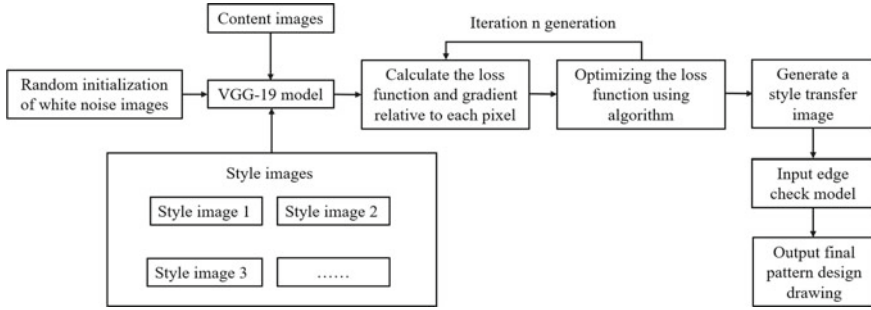 Content images
Iteration n generation
Random initialization
of white noise images
VGG-19 model
Calculate the loss
function and gradient
relative to each pixel
Optimizing the loss
function using
algorithm
Generate a
style transfer
image
Style images
Style image 1
Style image 2
Style image 3
……
Input edge
check model
Output final
pattern design
drawing